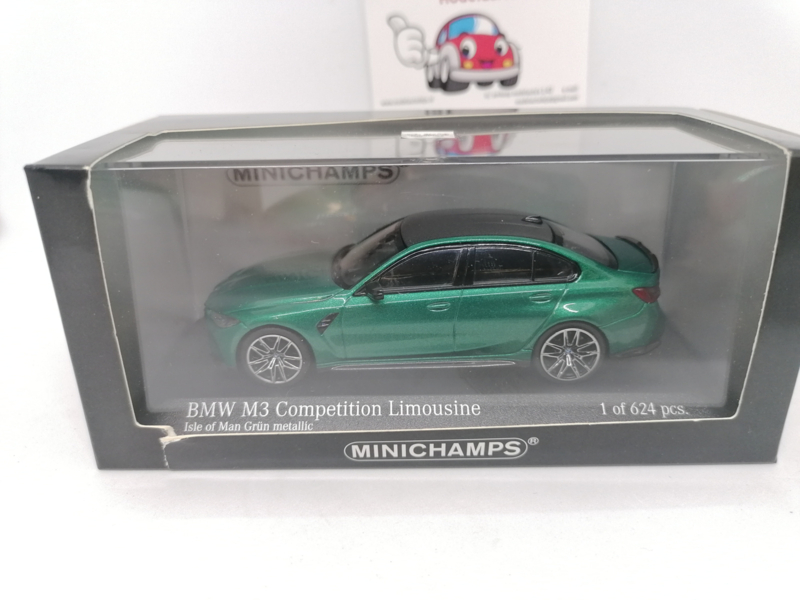 MINICHAMPS
BMW M3 Competition Limousine
1 of 624 pcs.
Isle of Man Grün metallic
MINICHAMPS®